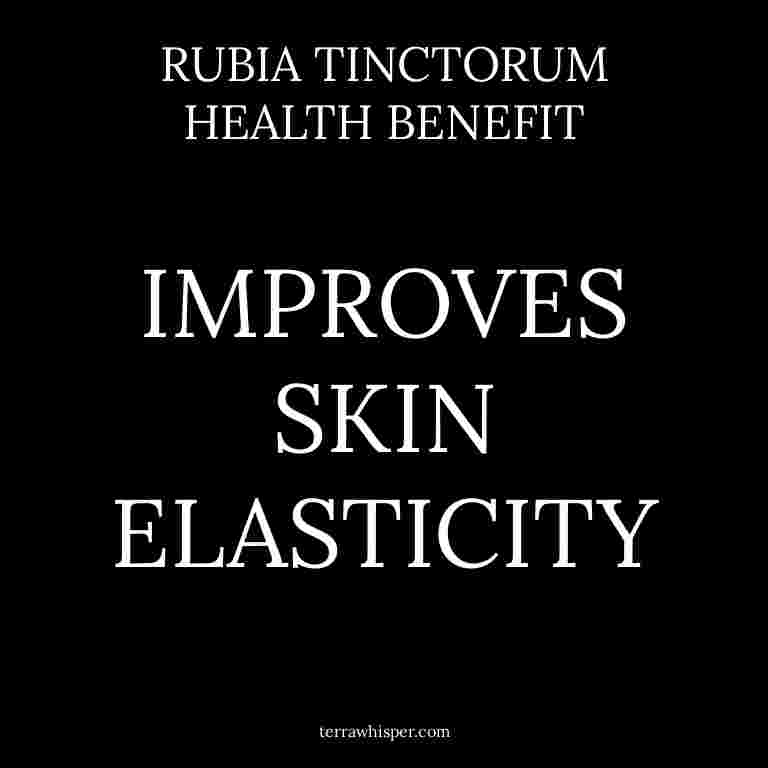 RUBIA TINCTORUM
HEALTH BENEFIT
IMPROVES
SKIN
ELASTICITY
terrawhisper.com